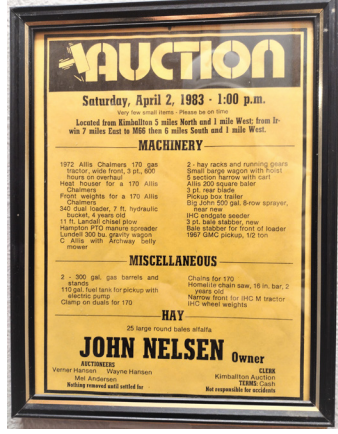 AUCTION
Saturday, April 2, 1983 - 1:00 p.m.
Very few small items - Please be on time
Located from Kimballton 5 miles North and 1 mile West; from Ir-
win 7 miles East to M66 then 6 miles South and 1 mile West.
MACHINERY
1972 Allis Chalmers 170 gas
tractor, wide front, 3 pt., 600
hours on overhaul
Heat houser for a 170 Allis
Chalmers
Front weights for a 170 Allis
Chalmers
340 dual loader, 7 ft. hydraulic
bucket, 4 years old
11 ft. Landall chisel plow
Hampton PTO manure spreader
Lundell 300 bu. gravity wagon
C Allis with Archway belly
mower
2 - hay racks and running gears
Small barge wagon with hoist
5 section harrow with cart
Allis 200 square baler
3 pt. rear blade
Pickup box trailer
Big John 500 gal, 8-row sprayer,
near new
IHC endgate seeder
3 pt. bale stabber, new
Bale stabber for front of loader
1967 GMC pickup, 1/2 ton
MISCELLANEOUS
2 - 300 gal. gas barrels and
stands
110 gal. fuel tank for pickup with
electric pump
Clamp on duals for 170
Chains for 170
Homelite chain saw, 16 in. bar, 2
years old
Narrow front for IHC M tractor
IHC wheel weights
HAY
25 large round bales alfalfa
JOHN NELSEN Owner
AUCTIONEERS
Verner Hansen Wayne Hansen
Mel Andersen
Nothing removed until settled for
CLERK
Kimballton Auction
TERMS: Cash
Not responsible for accidents